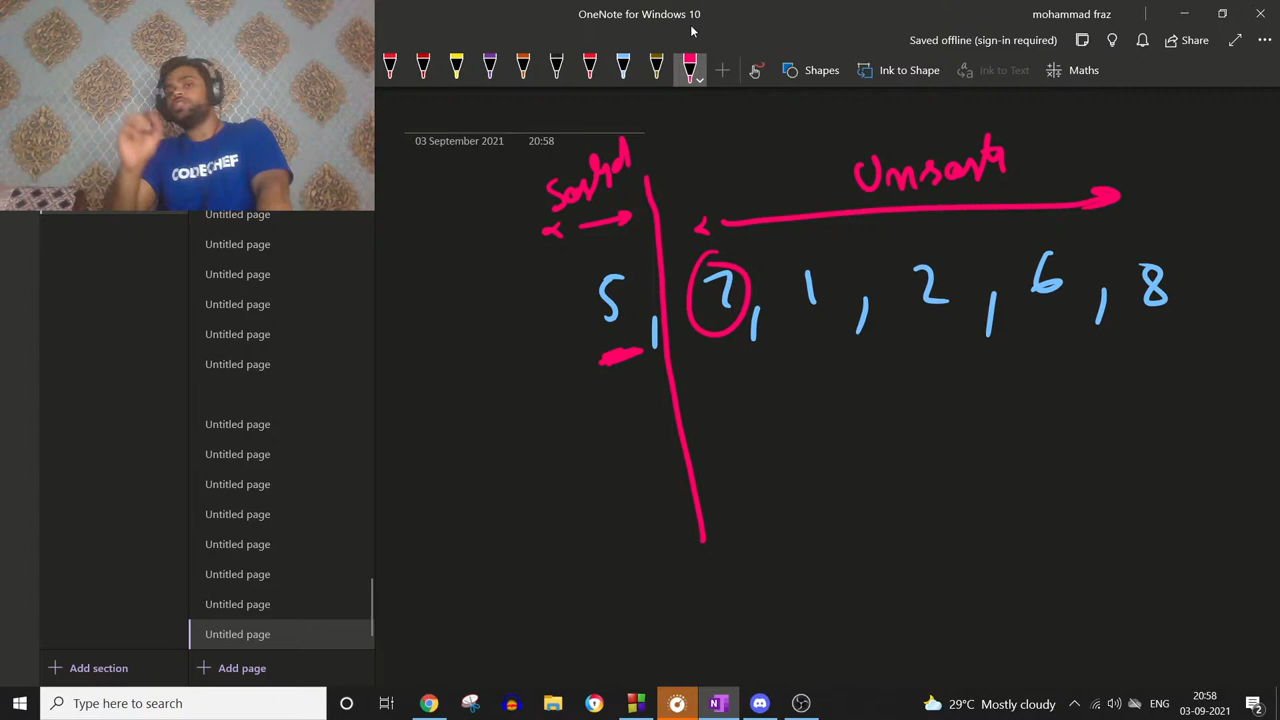 OneNote for Windows 10
mohammad fraz
Saved offline (sign-in required)
Share
Shapes
Ink to Shape
Ink to Text
Maths
03 September 2021 20:58
CODECHEF
Unsort
5, 7, 1, 2, 6, 8
Untitled page
Untitled page
Untitled page
Untitled page
Untitled page
Untitled page
Untitled page
Untitled page
Untitled page
Untitled page
Untitled page
Untitled page
Untitled page
Untitled page
Add section
Add page
Type here to search
29°C Mostly cloudy
ENG
20:58
03-09-2021
2